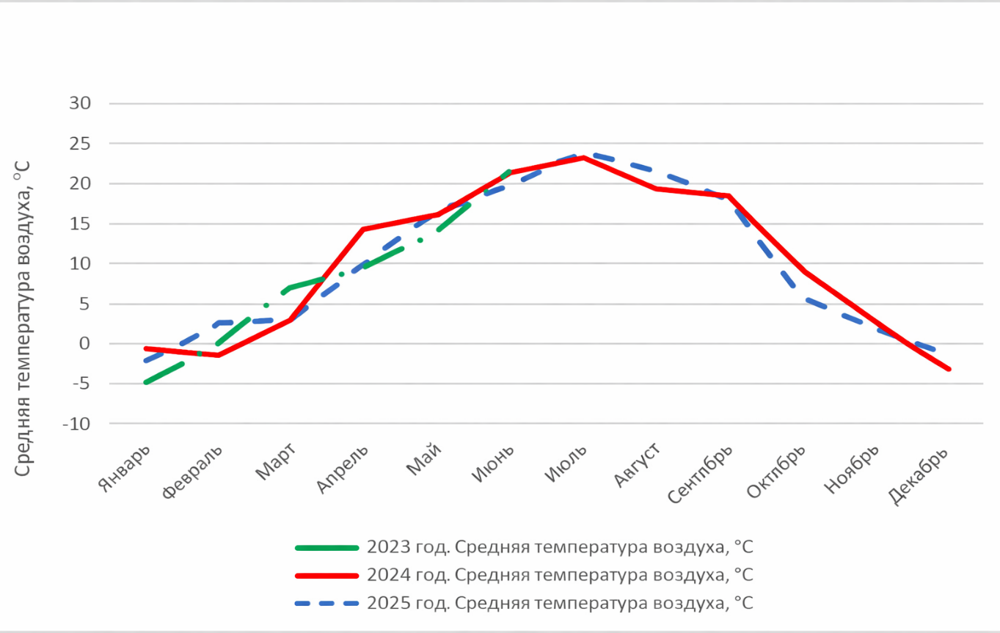 Средняя температура воздуха, °С
30
25
20
15
10
5
0
-5
-10
Январь
Февраль
Март
Апрель
Май
Июнь
Июль
Август
Сентпбрь
Октпбрь
Ноябрь
Декабрь
2023 год. Средняя температура воздуха, °С
2024 год. Средняя температура воздуха, °С
2025 год. Средняя температура воздуха, °С